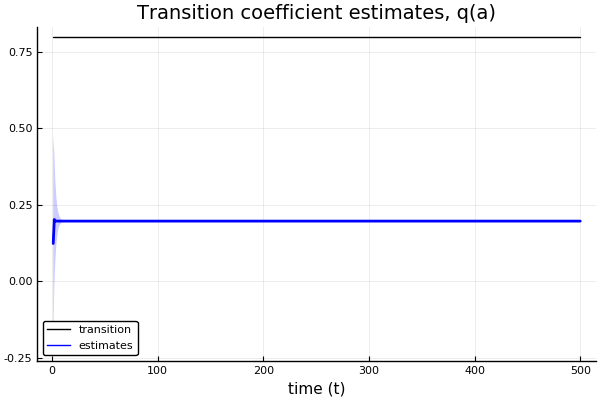 Transition coefficient estimates, q(a)
0.75
0.50
0.25
0.00
-0.25
transition
estimates
0 100 200 300 400 500
time (t)